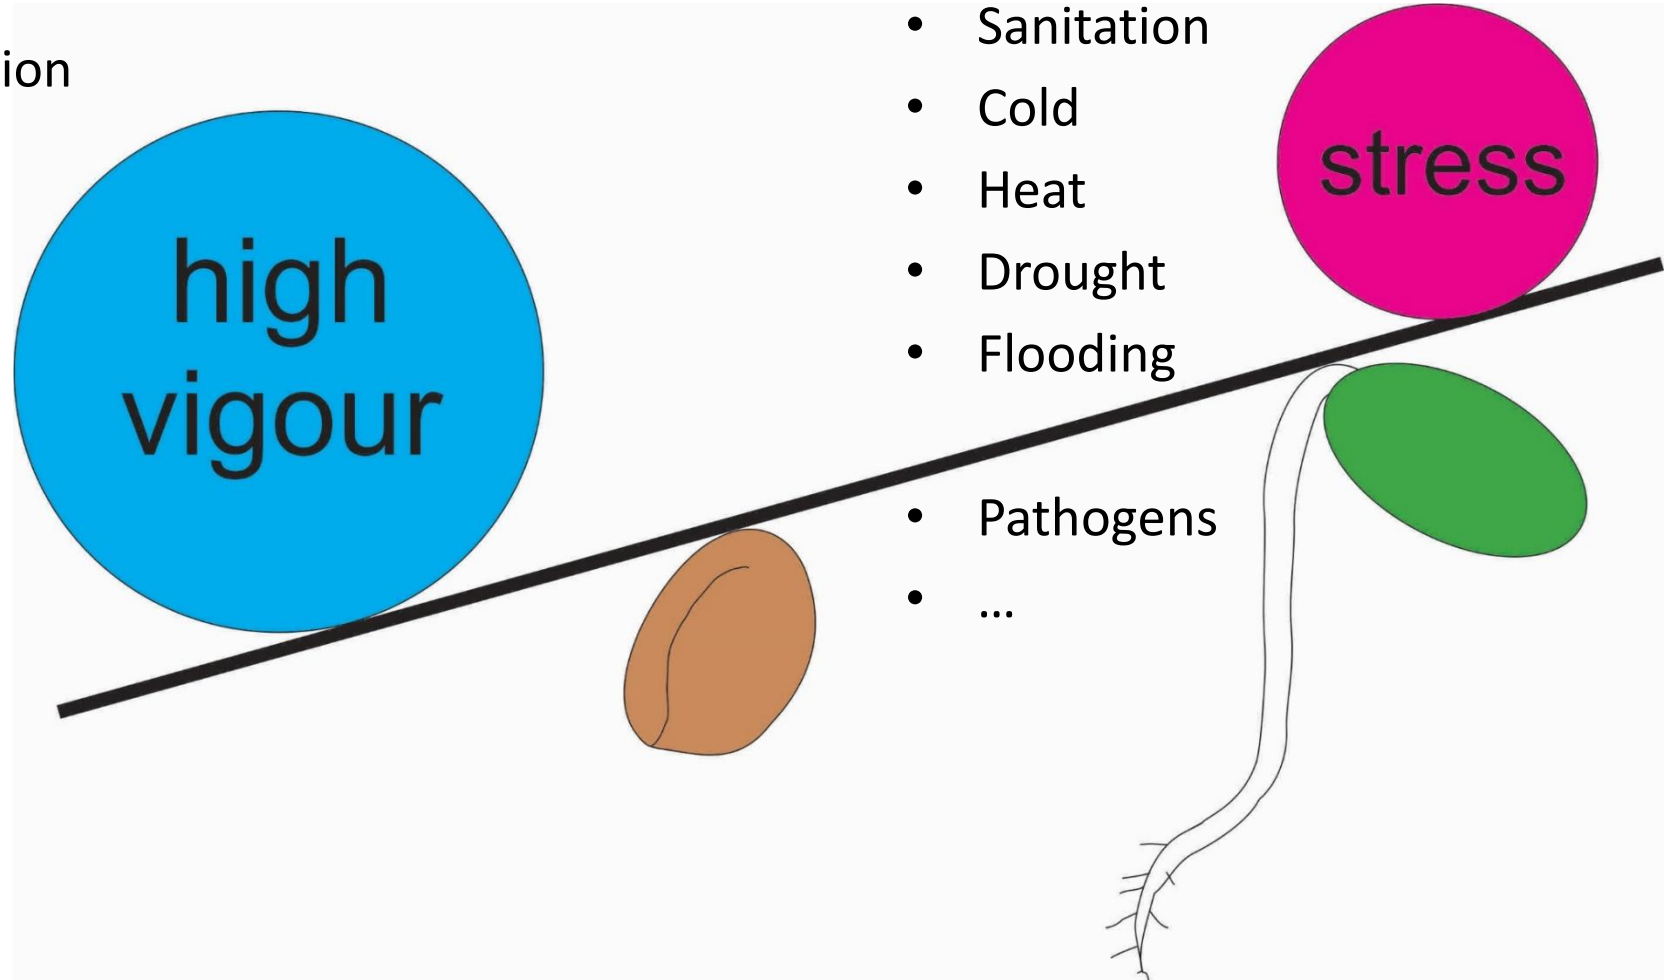 ion
high
vigour
• Sanitation
• Cold
• Heat
• Drought
• Flooding
• Pathogens
• ...
stress